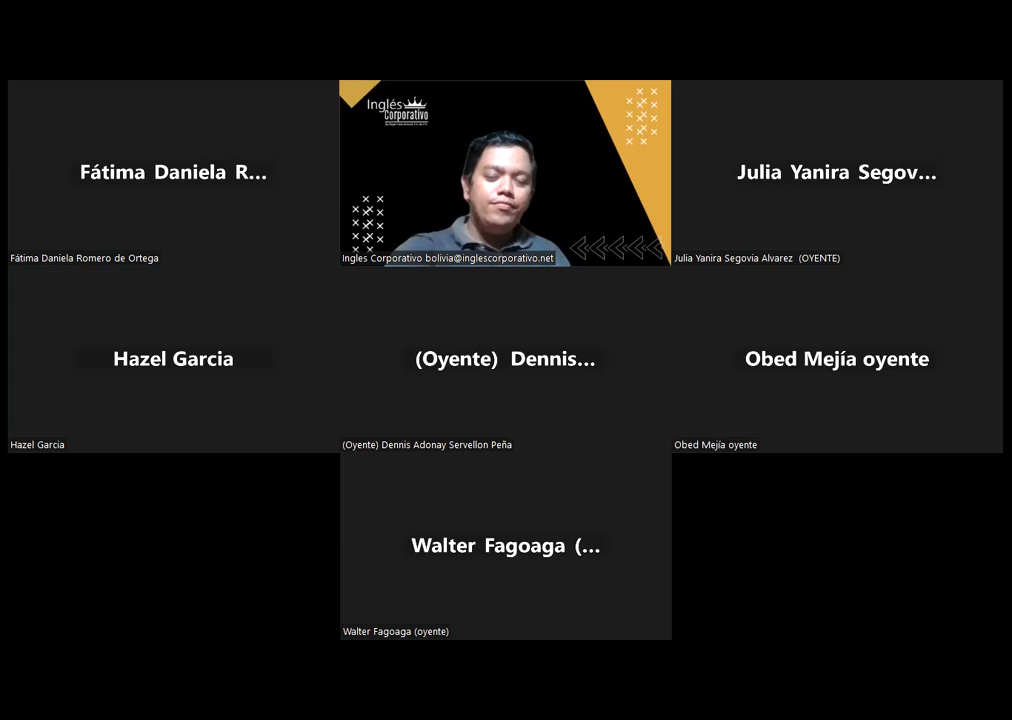 Fátima Daniela R...
Fátima Daniela Romero de Ortega
Inglés
Corporativo
Ingles Corporativo bolivia@inglescorporativo.net
Julia Yanira Segov...
Julia Yanira Segovia Alvarez (OYENTE)
Hazel Garcia
Hazel Garcia
(Oyente) Dennis...
(Oyente) Dennis Adonay Servellon Peña
Obed Mejía oyente
Obed Mejía oyente
Walter Fagoaga (...
Walter Fagoaga (oyente)